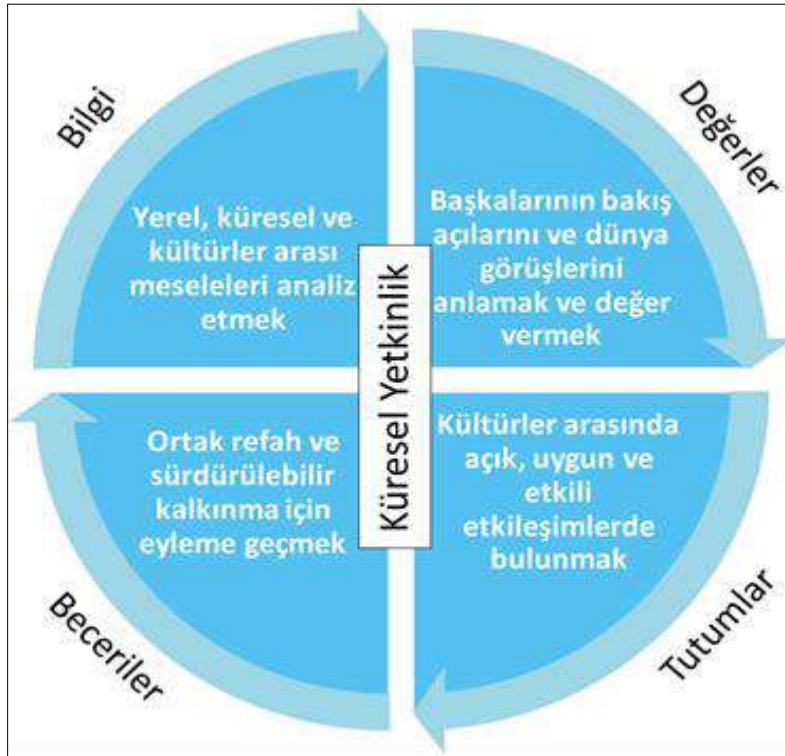 Bilgi
Yerel, küresel ve
kültürler arası
meseleleri analiz
etmek
Değerler
Başkalarının bakış
açılarını ve dünya
görüşlerini
anlamak ve değer
vermek
Küresel Yetkinlik
Beceriler
Ortak refah ve
sürdürülebilir
kalkınma için
eyleme geçmek
Kültürler arasında
açık, uygun ve
etkili
etkileşimlerde
bulunmak
Tutumlar